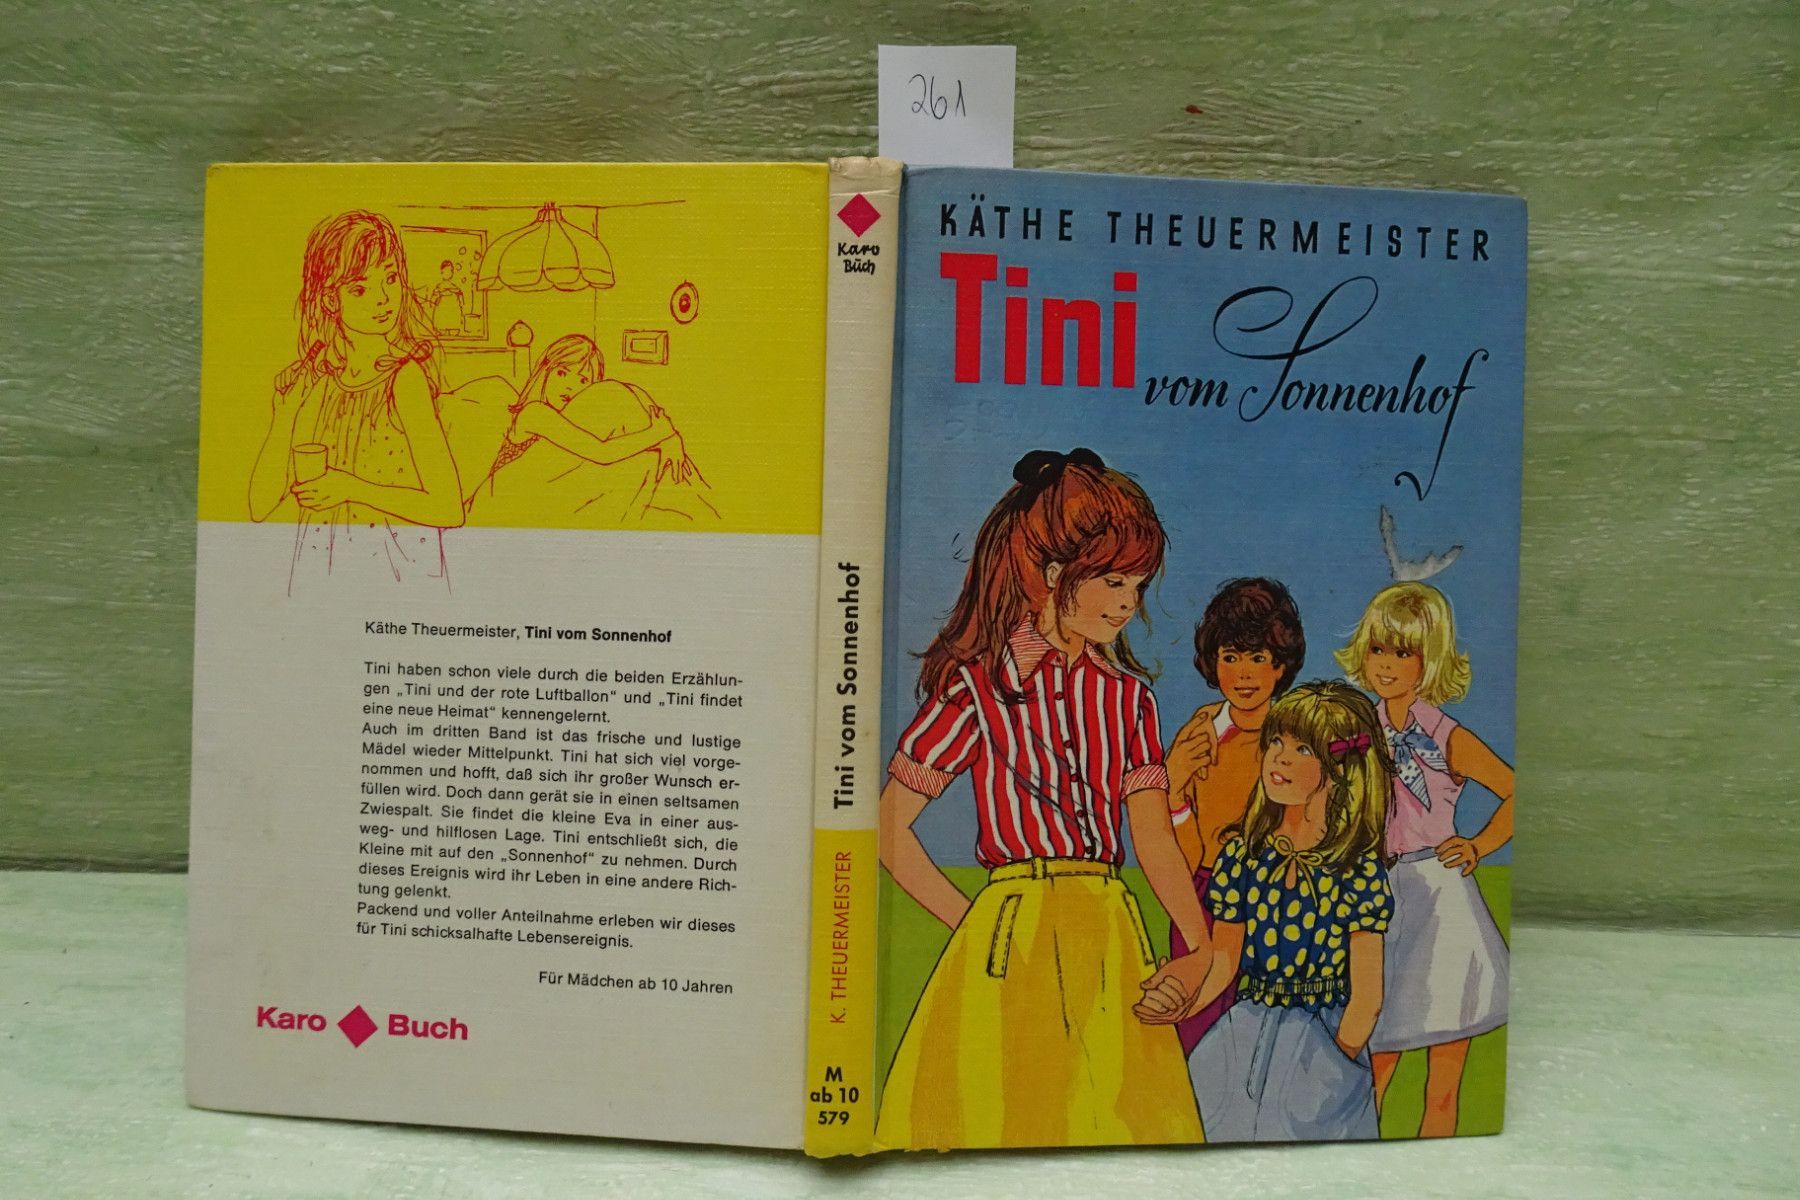 261
Käthe Theuermeister, Tini vom Sonnenhof
Tini haben schon viele durch die beiden Erzählun-
gen „Tini und der rote Luftballon“ und „Tini findet
eine neue Heimat“ kennengelernt.
Auch im dritten Band ist das frische und lustige
Mädel wieder Mittelpunkt. Tini hat sich viel vorge-
nommen und hofft, daß sich ihr großer Wunsch er-
füllen wird. Doch dann gerät sie in einen seltsamen
Zwiespalt. Sie findet die kleine Eva in einer aus-
weg- und hilflosen Lage. Tini entschließt sich, die
Kleine mit auf den „Sonnenhof“ zu nehmen. Durch
dieses Ereignis wird ihr Leben in eine andere Rich-
tung gelenkt.
Packend und voller Anteilnahme erleben wir dieses
für Tini schicksalhafte Lebensereignis.
Für Mädchen ab 10 Jahren
Karo Buch
Karo
Buch
Tini vom Sonnenhof
K. THEUERMEISTER
M
ab 10
579
KÄTHE THEUERMEISTER
Tini
vom Sonnenhof